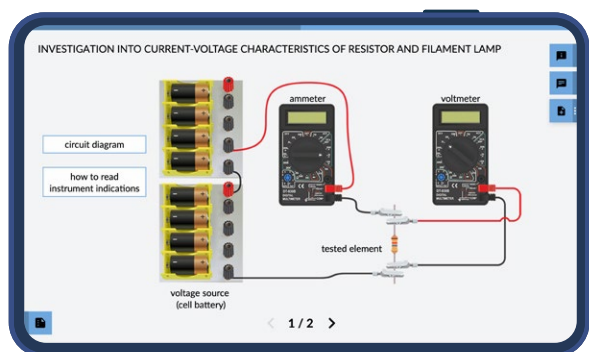 INVESTIGATION INTO CURRENT-VOLTAGE CHARACTERISTICS OF RESISTOR AND FILAMENT LAMP
ammeter
voltmeter
circuit diagram
how to read
instrument indications
tested element
voltage source
(cell battery)
1 / 2